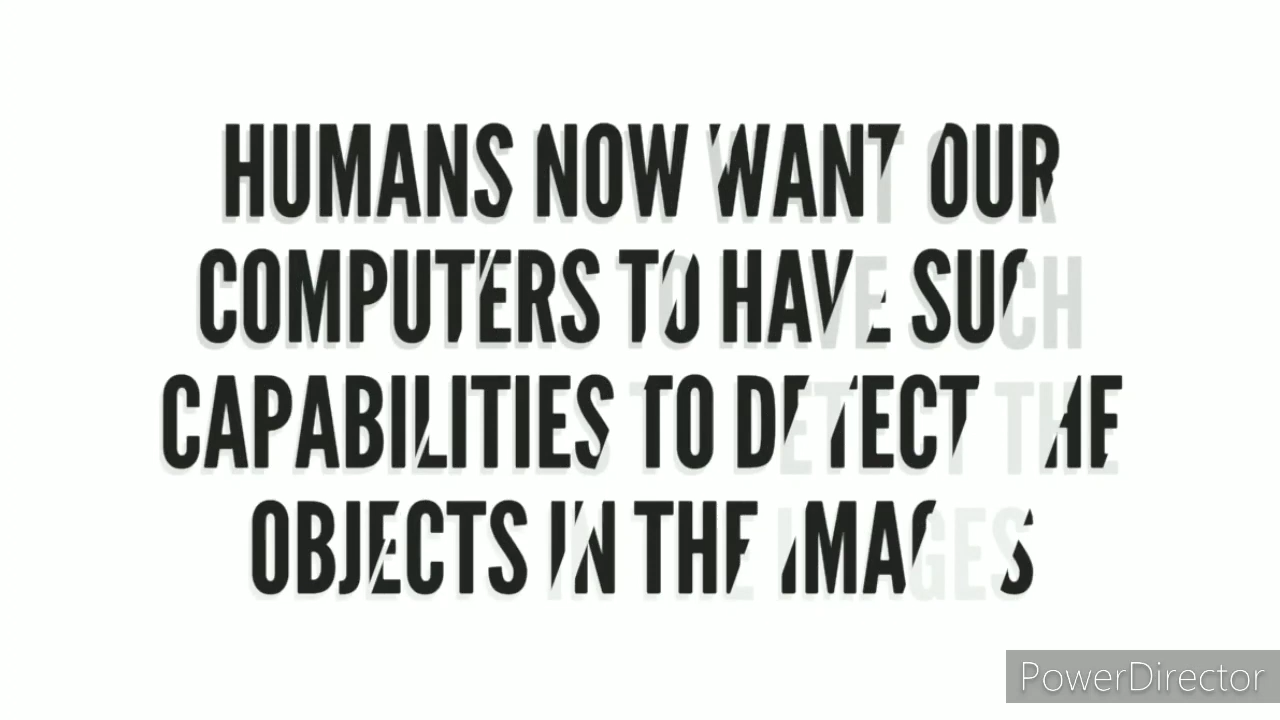 HUMANS NOW WANT OUR
COMPUTERS TO HAVE SUCH
CAPABILITIES TO DETECT THE
OBJECTS IN THE IMAGES
PowerDirector